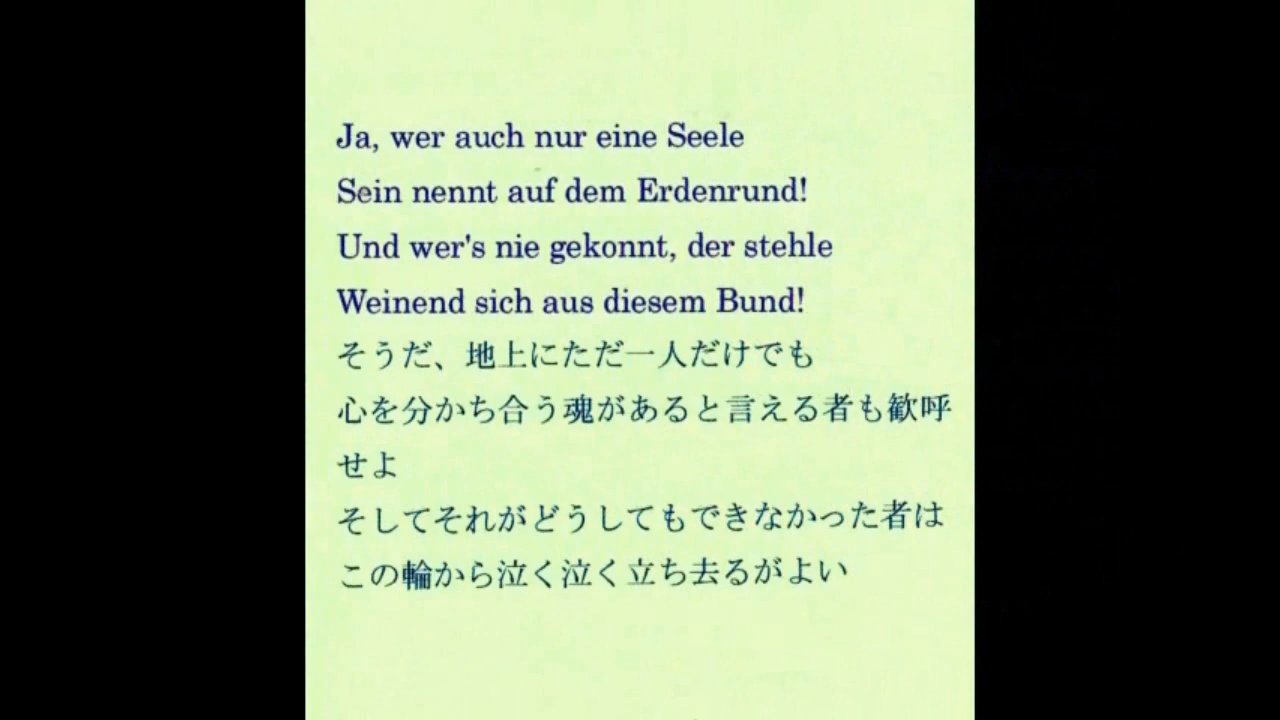 Ja, wer auch nur eine Seele
Sein nennt auf dem Erdenrund!
Und wer's nie gekonnt, der stehle
Weinend sich aus diesem Bund!
そうだ、地上にただ一人だけでも
心を分かち合う魂があると言える者も歓呼
せよ
そしてそれがどうしてもできなかった者は
この輪から泣く泣く立ち去るがよい